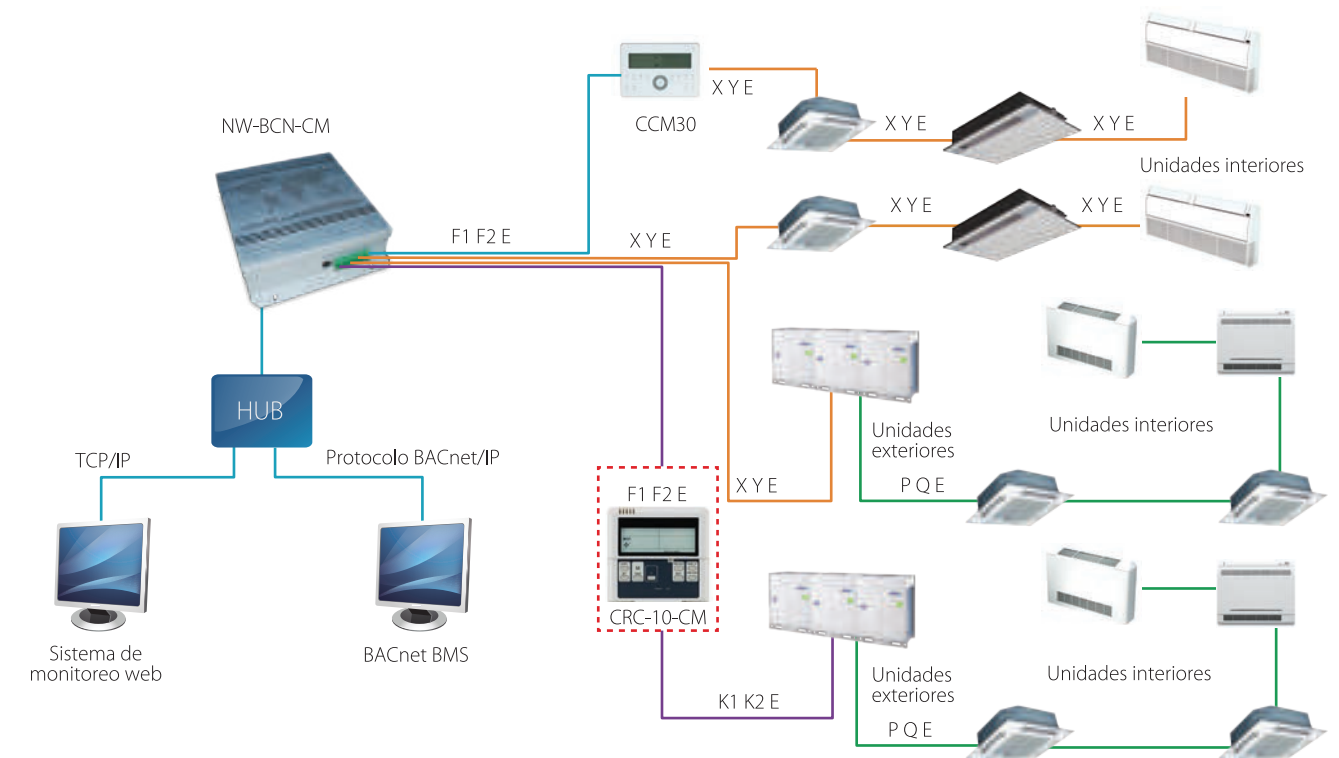 NW-BCN-CM
CCM30
X Y E
X Y E
X Y E
Unidades interiores
F1 F2 E
X Y E
X Y E
X Y E
HUB
TCP/IP
Protocolo BACnet/IP
Sistema de
monitoreo web
BACnet BMS
F1 F2 E
CRC-10-CM
X Y E
Unidades
exteriores
P Q E
Unidades interiores
K1 K2 E
Unidades
exteriores
P Q E
Unidades interiores